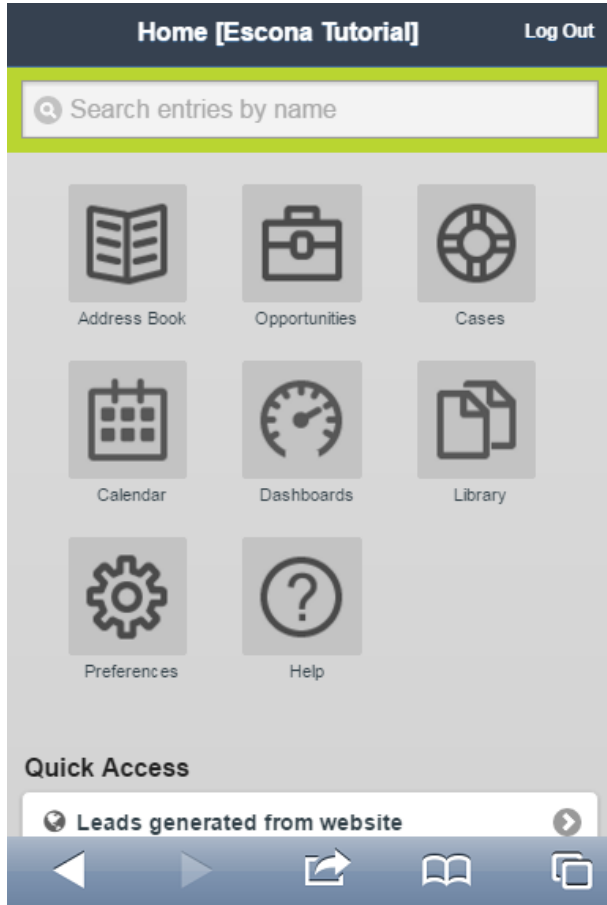 Home [Escona Tutorial] Log Out
Search entries by name
Address Book Opportunities Cases
Calendar Dashboards Library
Preferences Help
Quick Access
Leads generated from website